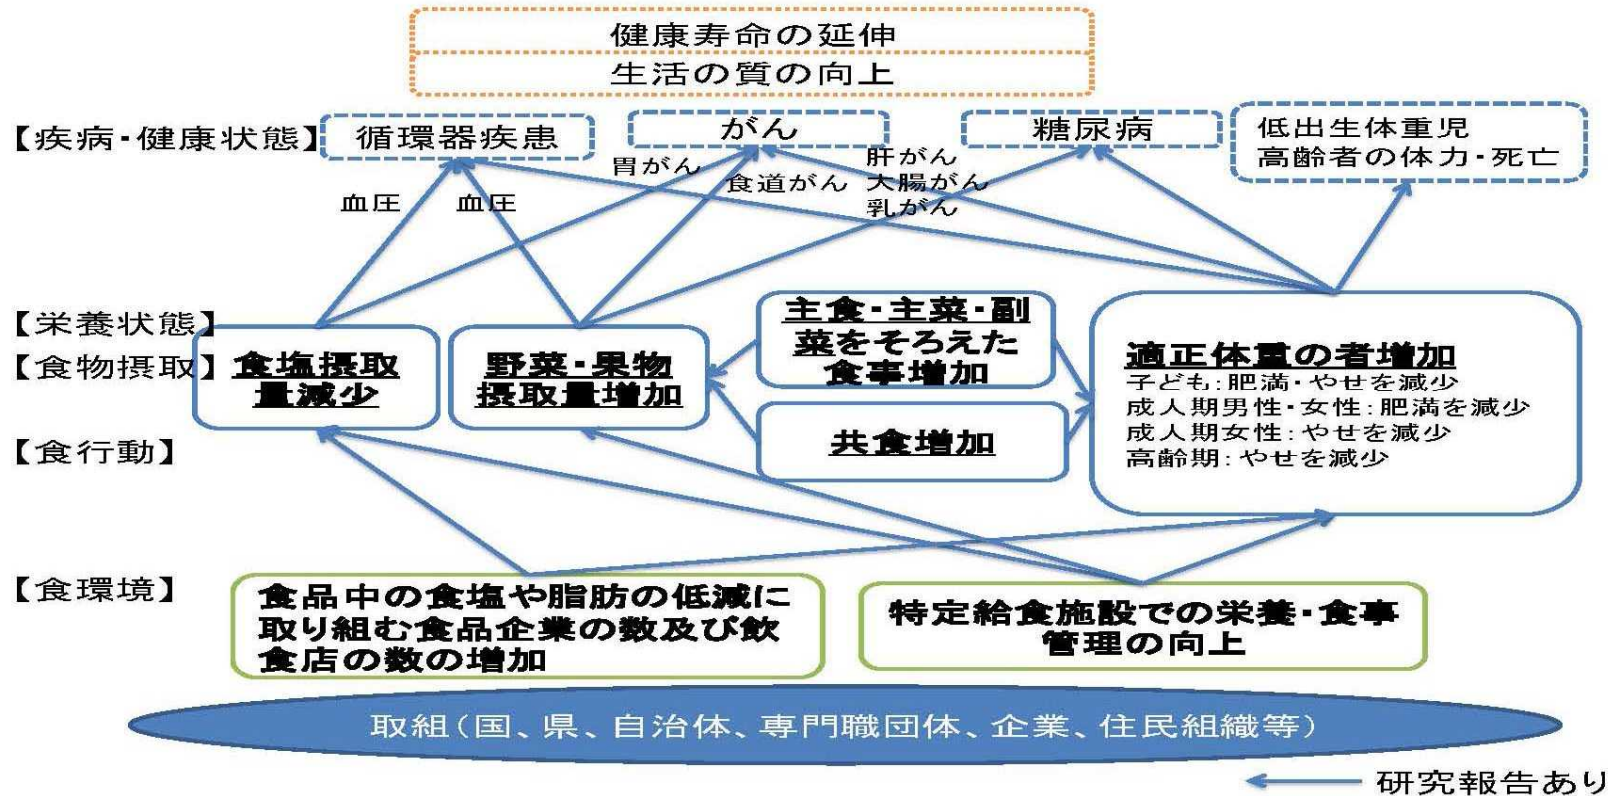 健康寿命の延伸
生活の質の向上
【疾病・健康状態】
循環器疾患
がん
糖尿病
低出生体重児
高齢者の体力・死亡
血圧
血圧
胃がん
食道がん
肝がん
大腸がん
乳がん
【栄養状態】
【食物摂取】
食塩摂取
量減少
野菜・果物
摂取量増加
主食・主菜・副
菜をそろえた
食事増加
共食増加
適正体重の者増加
子ども:肥満・やせを減少
成人期男性・女性:肥満を減少
成人期女性:やせを減少
高齢期:やせを減少
【食行動】
【食環境】
食品中の食塩や脂肪の低減に
取り組む食品企業の数及び飲
食店の数の増加
特定給食施設での栄養・食事
管理の向上
取組(国、県、自治体、専門職団体、企業、住民組織等)
研究報告あり